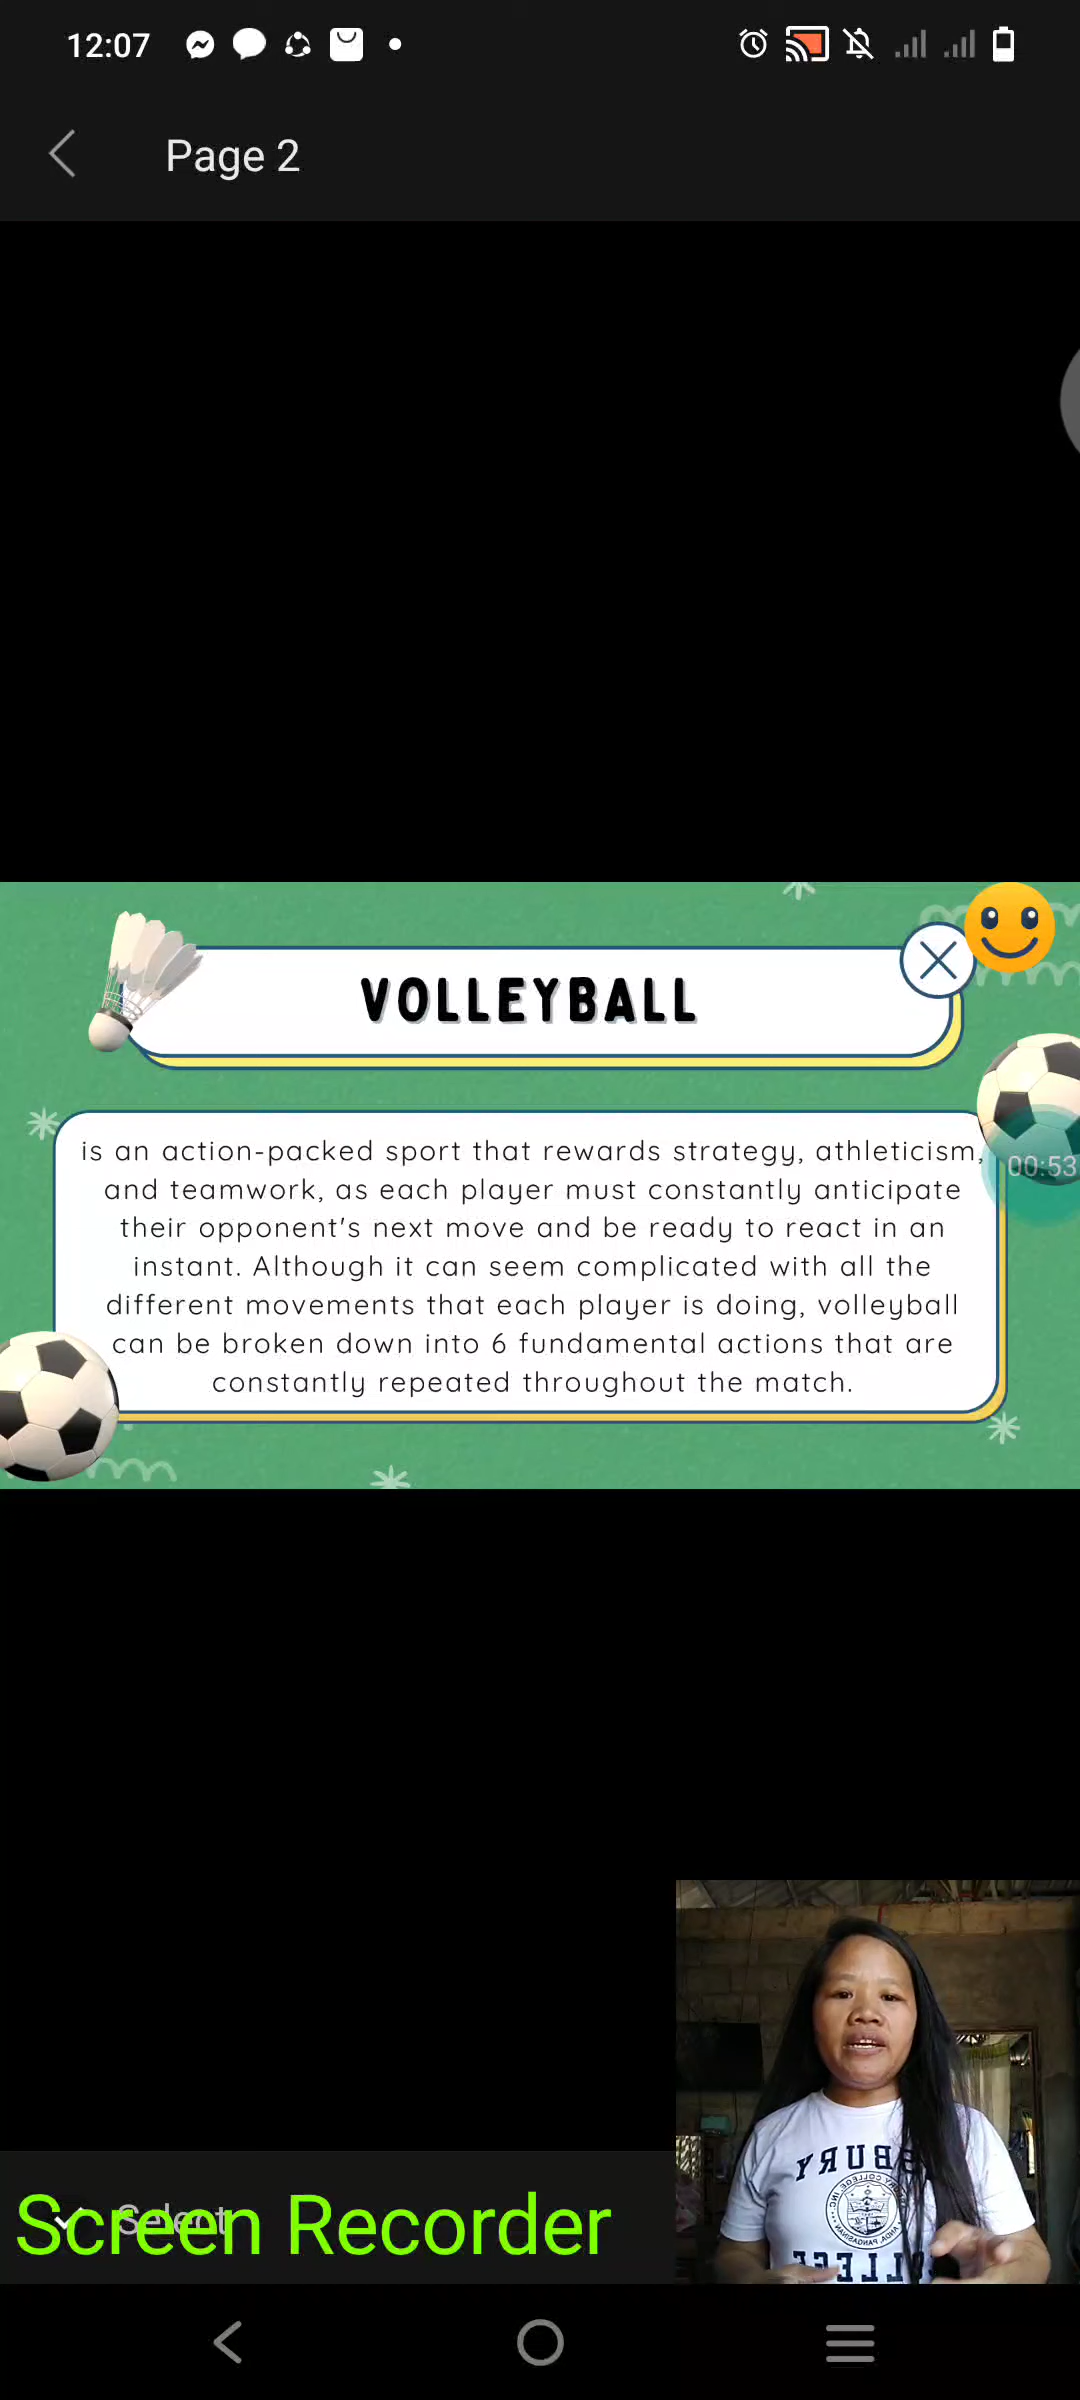 12:07
Page 2
VOLLEYBALL
is an action-packed sport that rewards strategy, athleticism,
and teamwork, as each player must constantly anticipate
their opponent's next move and be ready to react in an
instant. Although it can seem complicated with all the
different movements that each player is doing, volleyball
can be broken down into 6 fundamental actions that are
constantly repeated throughout the match.
00:53
Select
Screen Recorder